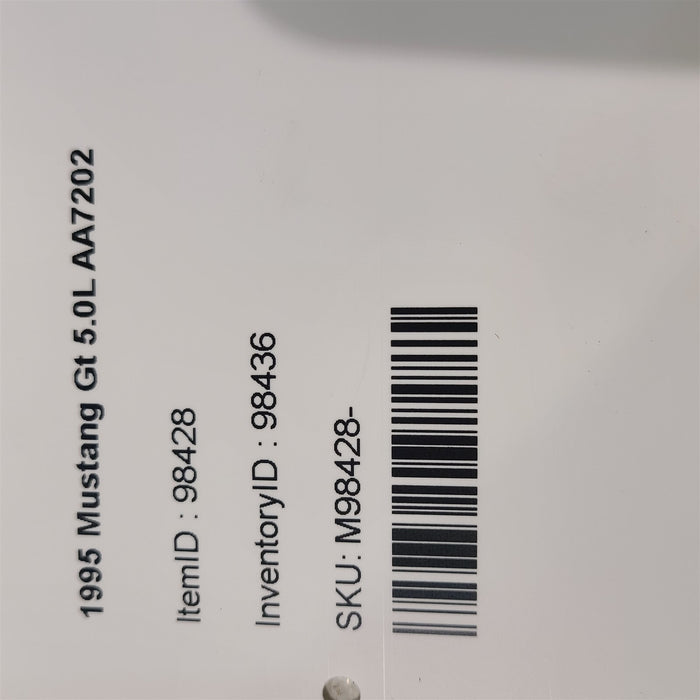 1995 Mustang Gt 5.0L AA7202
ItemID : 98428
InventoryID : 98436
SKU: M98428-